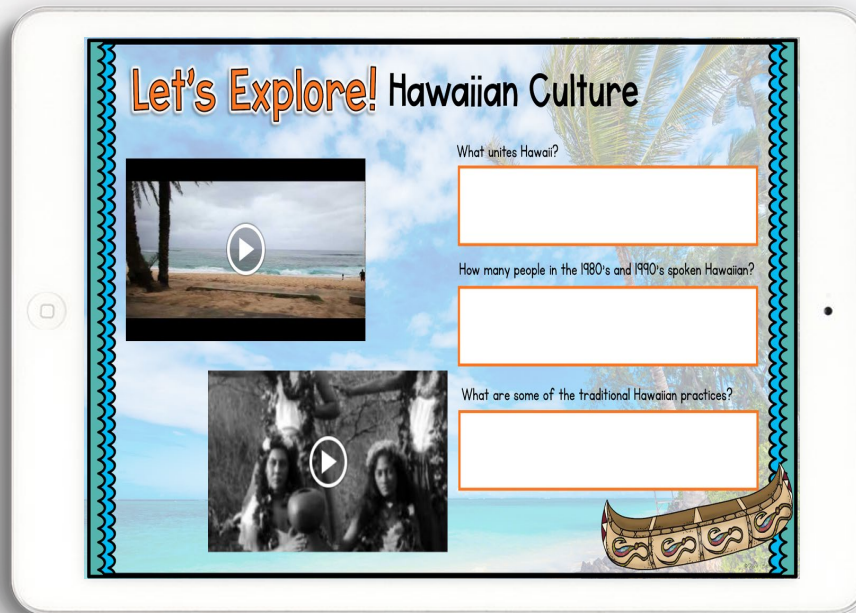 Let's Explore! Hawaiian Culture
What unites Hawaii?
How many people in the 1980's and 1990's spoken Hawaiian?
What are some of the traditional Hawaiian practices?